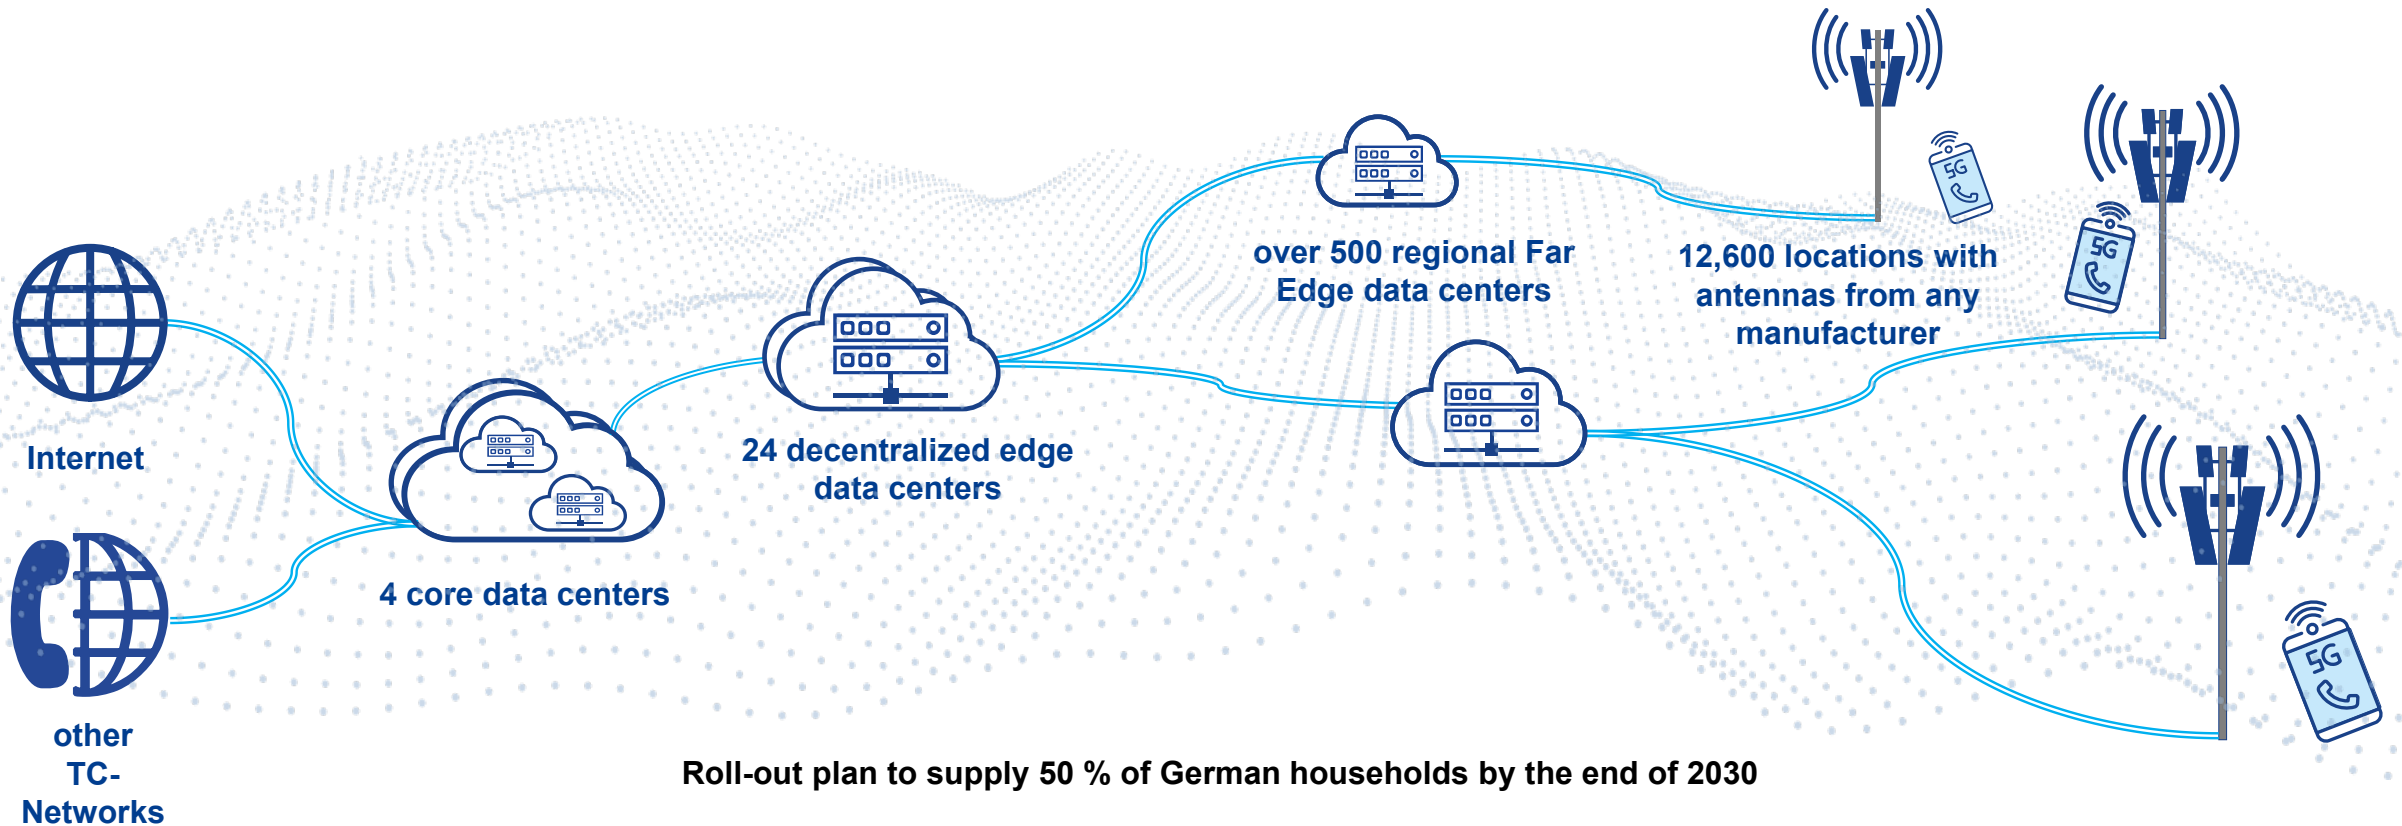 Internet
other
TC-
Networks
4 core data centers
24 decentralized edge
data centers
over 500 regional Far
Edge data centers
12,600 locations with
antennas from any
manufacturer
5G
5G
5G
Roll-out plan to supply 50 % of German households by the end of 2030